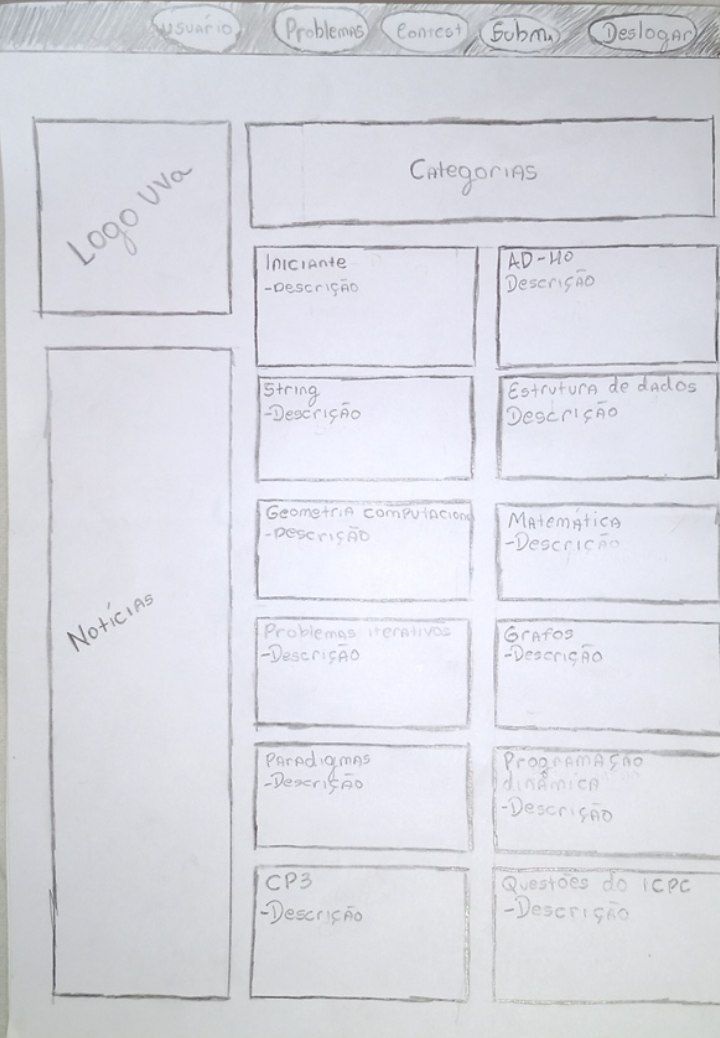 Usuário
Problemas
Contest
Subm.
Deslogar
Logo UVa
Categorias
Iniciante
-Descrição
AD-HO
Descrição
String
-Descrição
Estrutura de dados
Descrição
Geometria computacion
-Descrição
Matemática
-Descrição
Notícias
Problemas iterativos
-Descrição
Grafos
-Descrição
Paradigmas
-Descrição
Programação
dinâmica
-Descrição
CP3
-Descrição
Questões do ICPC
-Descrição